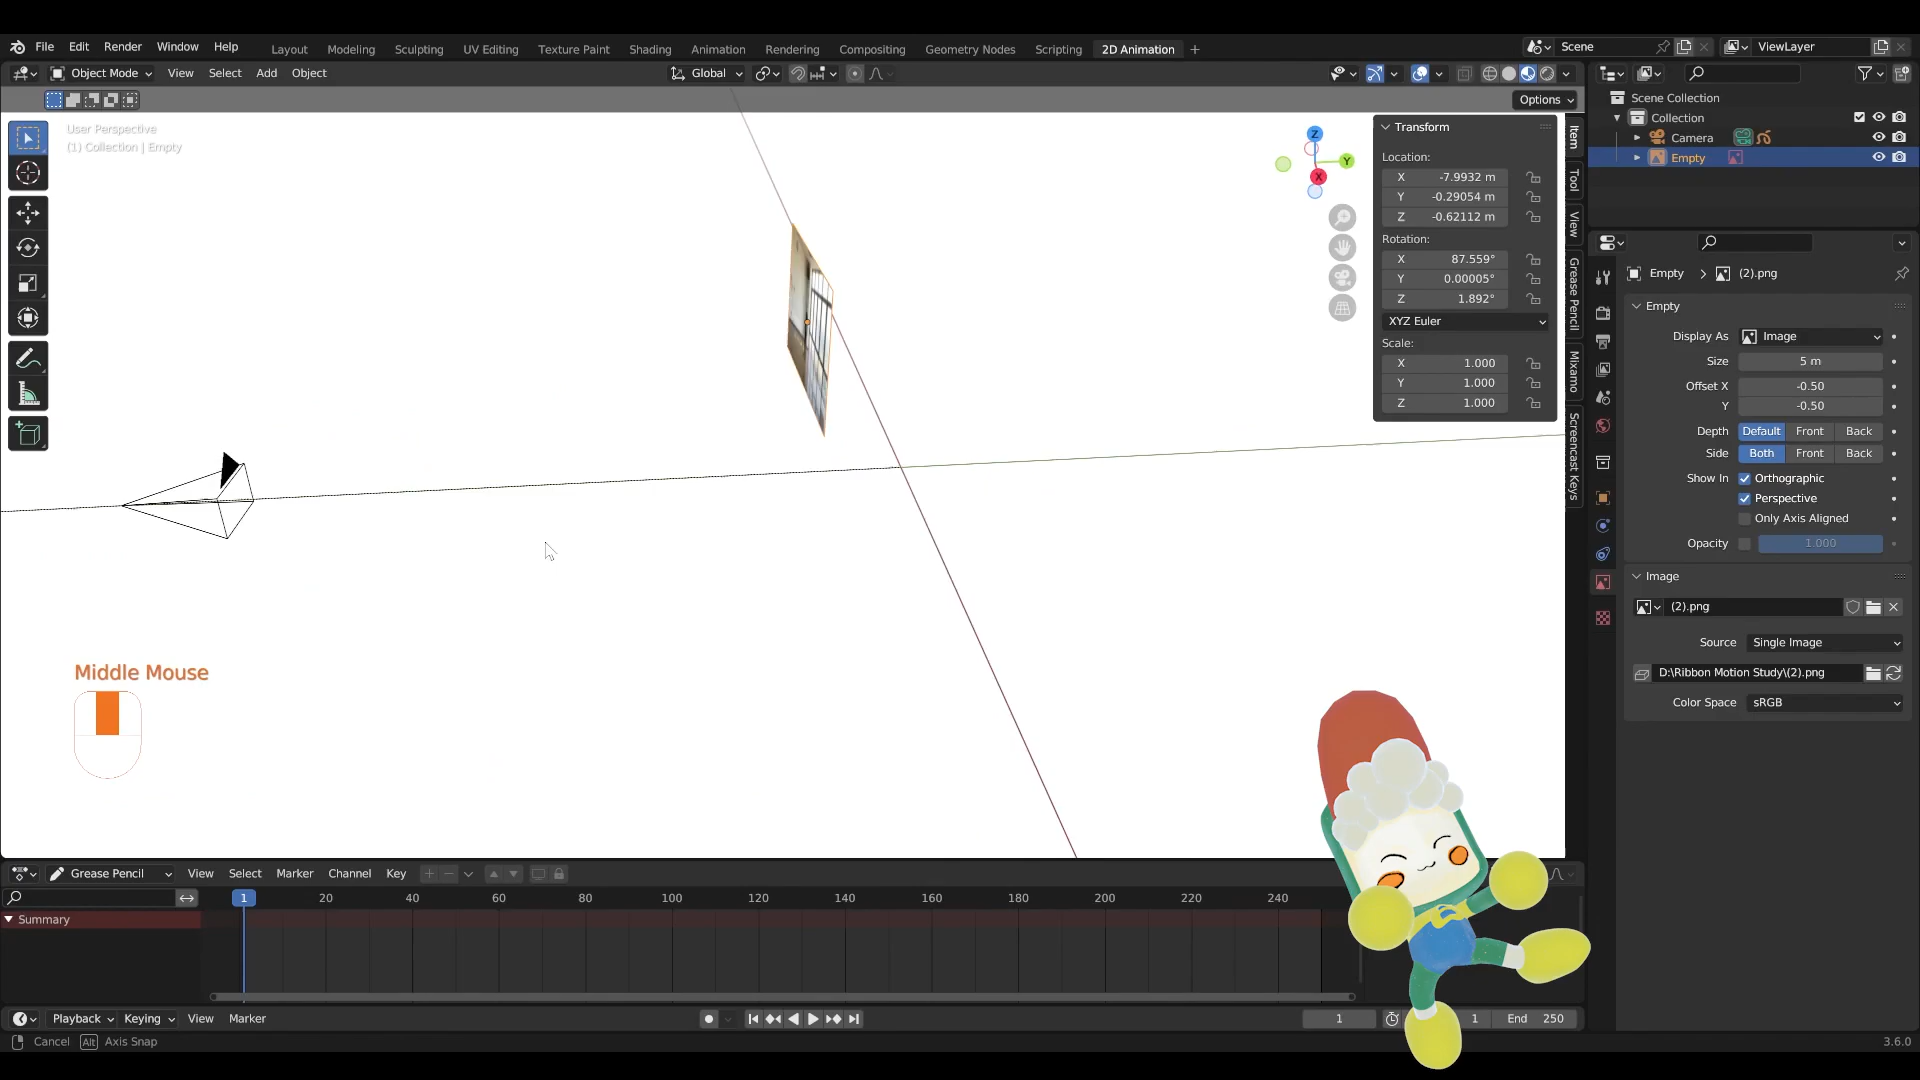 File Edit Render Window Help Layout Modeling Sculpting UV Editing Texture Paint Shading Animation Rendering Compositing Geometry Nodes Scripting 2D Animation + Scene ViewLayer
Object Mode View Select Add Object Global
Options
User Perspective
(1) Collection | Empty
Z
Y
X
Transform
Location:
X -7.9932 m
Y -0.29054 m
Z -0.62112 m
Rotation:
X 87.559°
Y 0.00005°
Z 1.892°
XYZ Euler
Scale:
X 1.000
Y 1.000
Z 1.000
Item
Tool
View
Grease Pencil
Mixamo
Screencast Keys
Scene Collection
Collection
Camera
Empty
Empty > (2).png
Empty
Display As Image
Size 5 m
Offset X -0.50
Y -0.50
Depth Default Front Back
Side Both Front Back
Show In Orthographic
Perspective
Only Axis Aligned
Opacity 1.000
Image
(2).png
Source Single Image
D:\Ribbon Motion Study\(2).png
Color Space sRGB
Middle Mouse
Grease Pencil View Select Marker Channel Key
1 20 40 60 80 100 120 140 160 180 200 220 240
Summary
Playback Keying View Marker 1 1 End 250
Cancel Alt Axis Snap 3.6.0